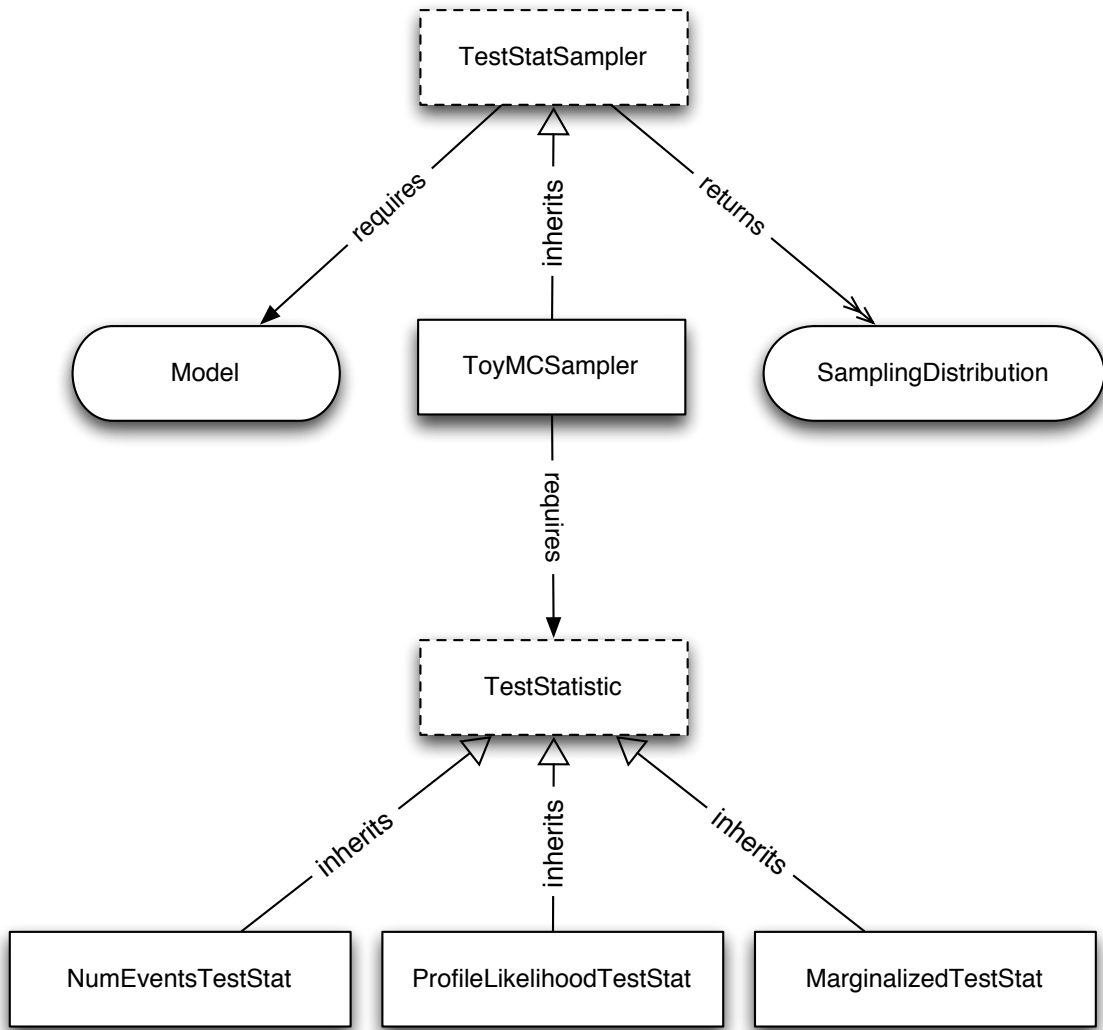 TestStatSampler
requires
inherits
returns
Model
ToyMCSampler
SamplingDistribution
requires
TestStatistic
inherits
inherits
inherits
NumEventsTestStat
ProfileLikelihoodTestStat
MarginalizedTestStat